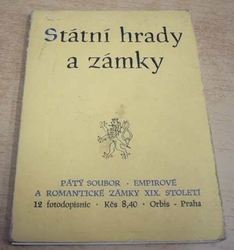 Státní hrady
a zámky
PÁTÝ SOUBOR · EMPIROVÉ
A ROMANTICKÉ ZÁMKY XIX. STOLETÍ
12 fotodopisnic · Kčs 8,40 · Orbis - Praha